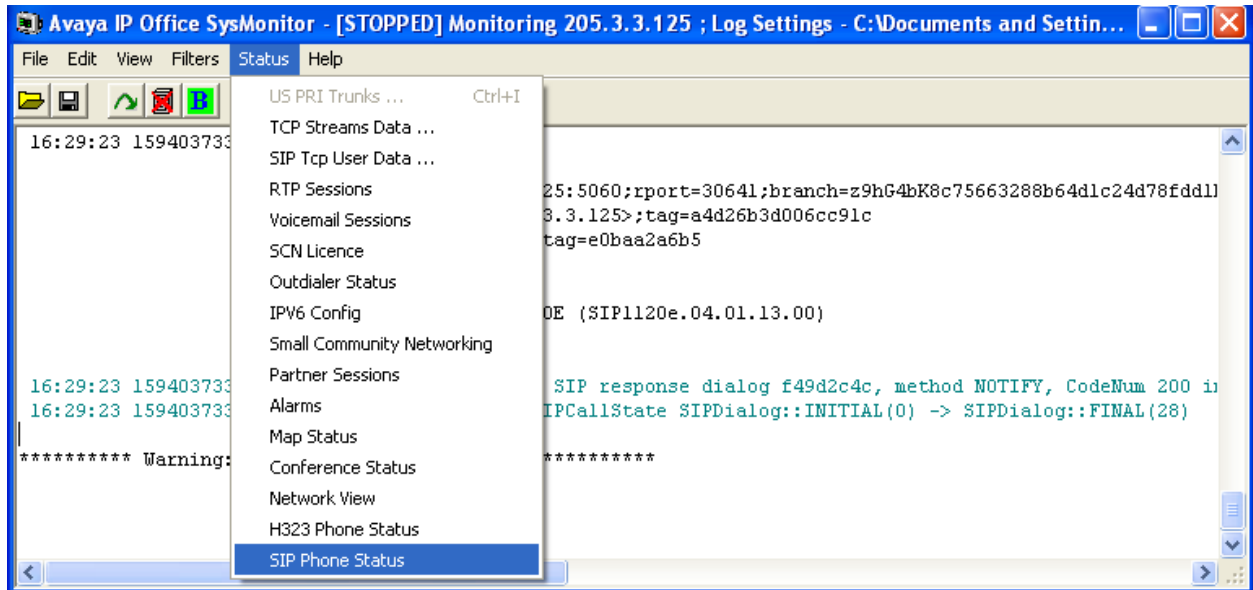 Avaya IP Office SysMonitor - [STOPPED] Monitoring 205.3.3.125 ; Log Settings - C:\Documents and Settin...
File Edit View Filters Status Help
B
US PRI Trunks ... Ctrl+I
TCP Streams Data ...
16:29:23 159403733
SIP Tcp User Data ...
RTP Sessions
25:5060;rport=30641;branch=z9hG4bK8c75663288b64d1c24d78fdd11
Voicemail Sessions
3.3.125>;tag=a4d26b3d006cc91c
tag=e0baa2a6b5
SCN Licence
Outdialer Status
IPV6 Config
0E (SIP1120e.04.01.13.00)
Small Community Networking
Partner Sessions
16:29:23 159403733 SIP response dialog f49d2c4c, method NOTIFY, CodeNum 200 in
Alarms
16:29:23 159403733 IPCallState SIPDialog::INITIAL(0) -> SIPDialog::FINAL(28)
Map Status
********** Warning: **********
Conference Status
Network View
H323 Phone Status
SIP Phone Status